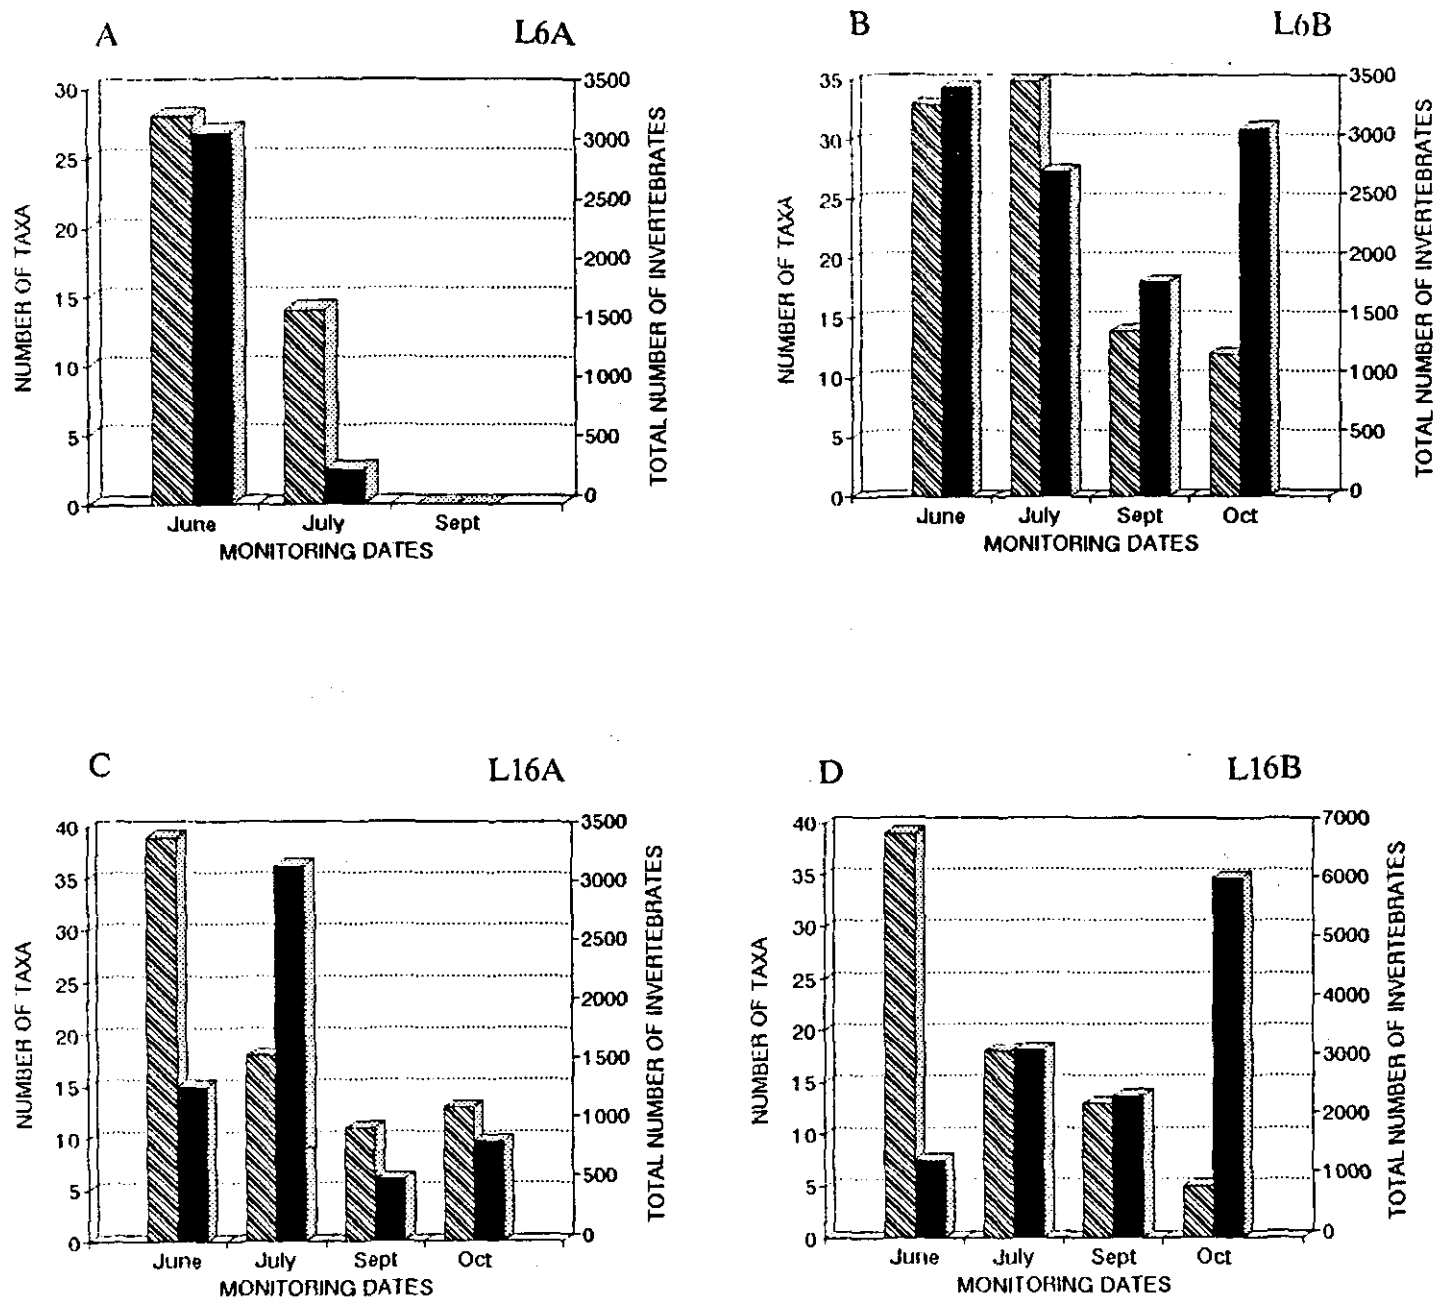 A
L6A
30
25
20
15
10
5
0
NUMBER OF TAXA
3500
3000
2500
2000
1500
1000
500
0
TOTAL NUMBER OF INVERTEBRATES
June July Sept
MONITORING DATES
B
L6B
35
30
25
20
15
10
5
0
NUMBER OF TAXA
3500
3000
2500
2000
1500
1000
500
0
TOTAL NUMBER OF INVERTEBRATES
June July Sept Oct
MONITORING DATES
C
L16A
40
35
30
25
20
15
10
5
0
NUMBER OF TAXA
3500
3000
2500
2000
1500
1000
500
0
TOTAL NUMBER OF INVERTEBRATES
June July Sept Oct
MONITORING DATES
D
L16B
40
35
30
25
20
15
10
5
0
NUMBER OF TAXA
7000
6000
5000
4000
3000
2000
1000
0
TOTAL NUMBER OF INVERTEBRATES
June July Sept Oct
MONITORING DATES